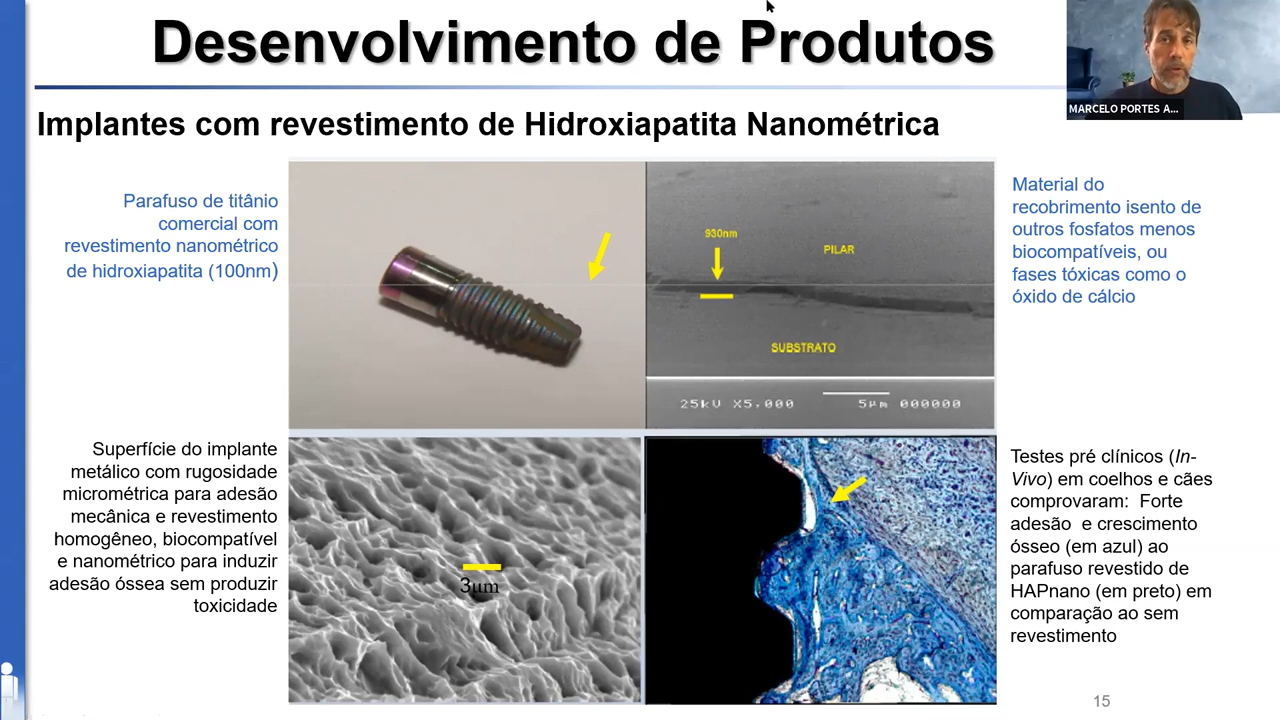 Desenvolvimento de Produtos
MARCELO PORTES A...
Implantes com revestimento de Hidroxiapatita Nanométrica
Parafuso de titânio
comercial com
revestimento nanométrico
de hidroxiapatita (100nm)
930nm
PILAR
SUBSTRATO
25kV X5.000 5µm 000000
Material do
recobrimento isento de
outros fosfatos menos
biocompatíveis, ou
fases tóxicas como o
óxido de cálcio
Superfície do implante
metálico com rugosidade
micrométrica para adesão
mecânica e revestimento
homogêneo, biocompatível
e nanométrico para induzir
adesão óssea sem produzir
toxicidade
3µm
Testes pré clínicos (In-
Vivo) em coelhos e cães
comprovaram: Forte
adesão e crescimento
ósseo (em azul) ao
parafuso revestido de
HAPnano (em preto) em
comparação ao sem
revestimento
15